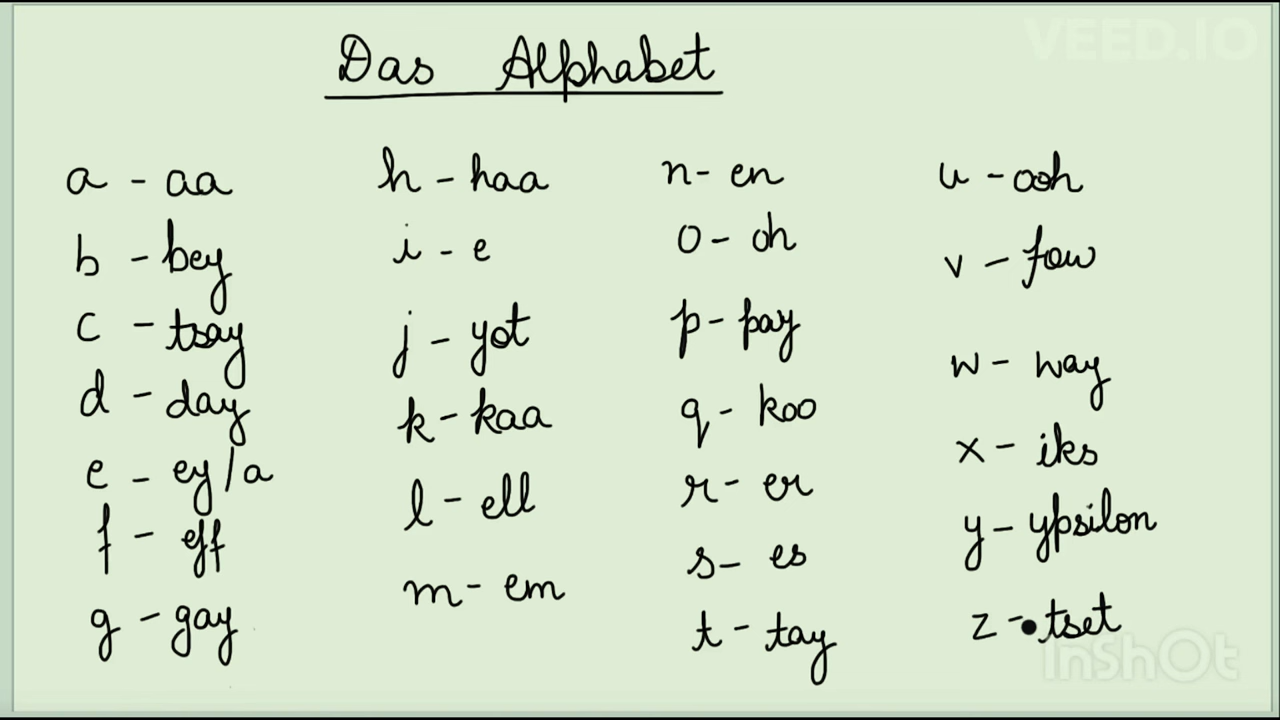 VEED.IO
Das Alphabet
a - aa
b - bey
c - tsay
d - day
e - ey/a
f - eff
g - gay
h - haa
i - e
j - yot
k - kaa
l - ell
m - em
n - en
o - oh
p - pay
q - koo
r - er
s - es
t - tay
u - ooh
v - fow
w - way
x - iks
y - ypsilon
z - tset
InShOt